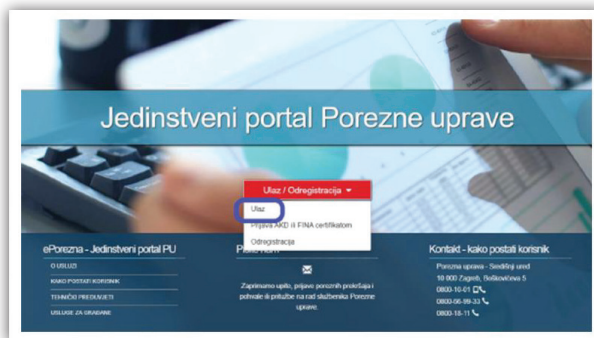 Jedinstveni portal Porezne uprave
Ulaz / Odregistracija
Ulaz
Prijava AKD ili FINA certifikatom
Odregistracija
ePorezna - Jedinstveni portal PU
O USLUZI
KAKO POSTATI KORISNIK
TEHNIČKI PREDUVJETI
USLUGE ZA GRAĐANE
Zaprimamo upite, prijave poreznih prekršaja i
pohvale ili pritužbe na rad službenika Porezne
uprave.
Kontakt - kako postati korisnik
Porezna uprava - Središnji ured
10 000 Zagreb, Boškovićeva 5
0800-10-01
0800-66-99-33
0800-18-11